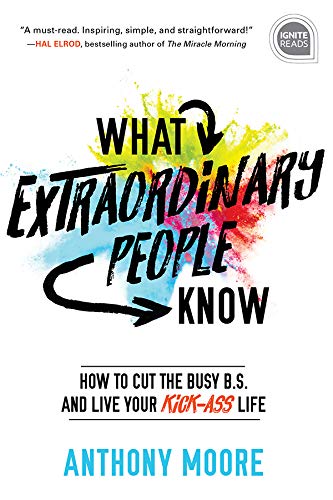 “A must-read. Inspiring, simple, and straightforward!”
—HAL ELROD, bestselling author of The Miracle Morning
IGNITE
READS
WHAT
EXTRAORDINARY
PEOPLE
KNOW
HOW TO CUT THE BUSY B.S.
AND LIVE YOUR KICK-ASS LIFE
ANTHONY MOORE